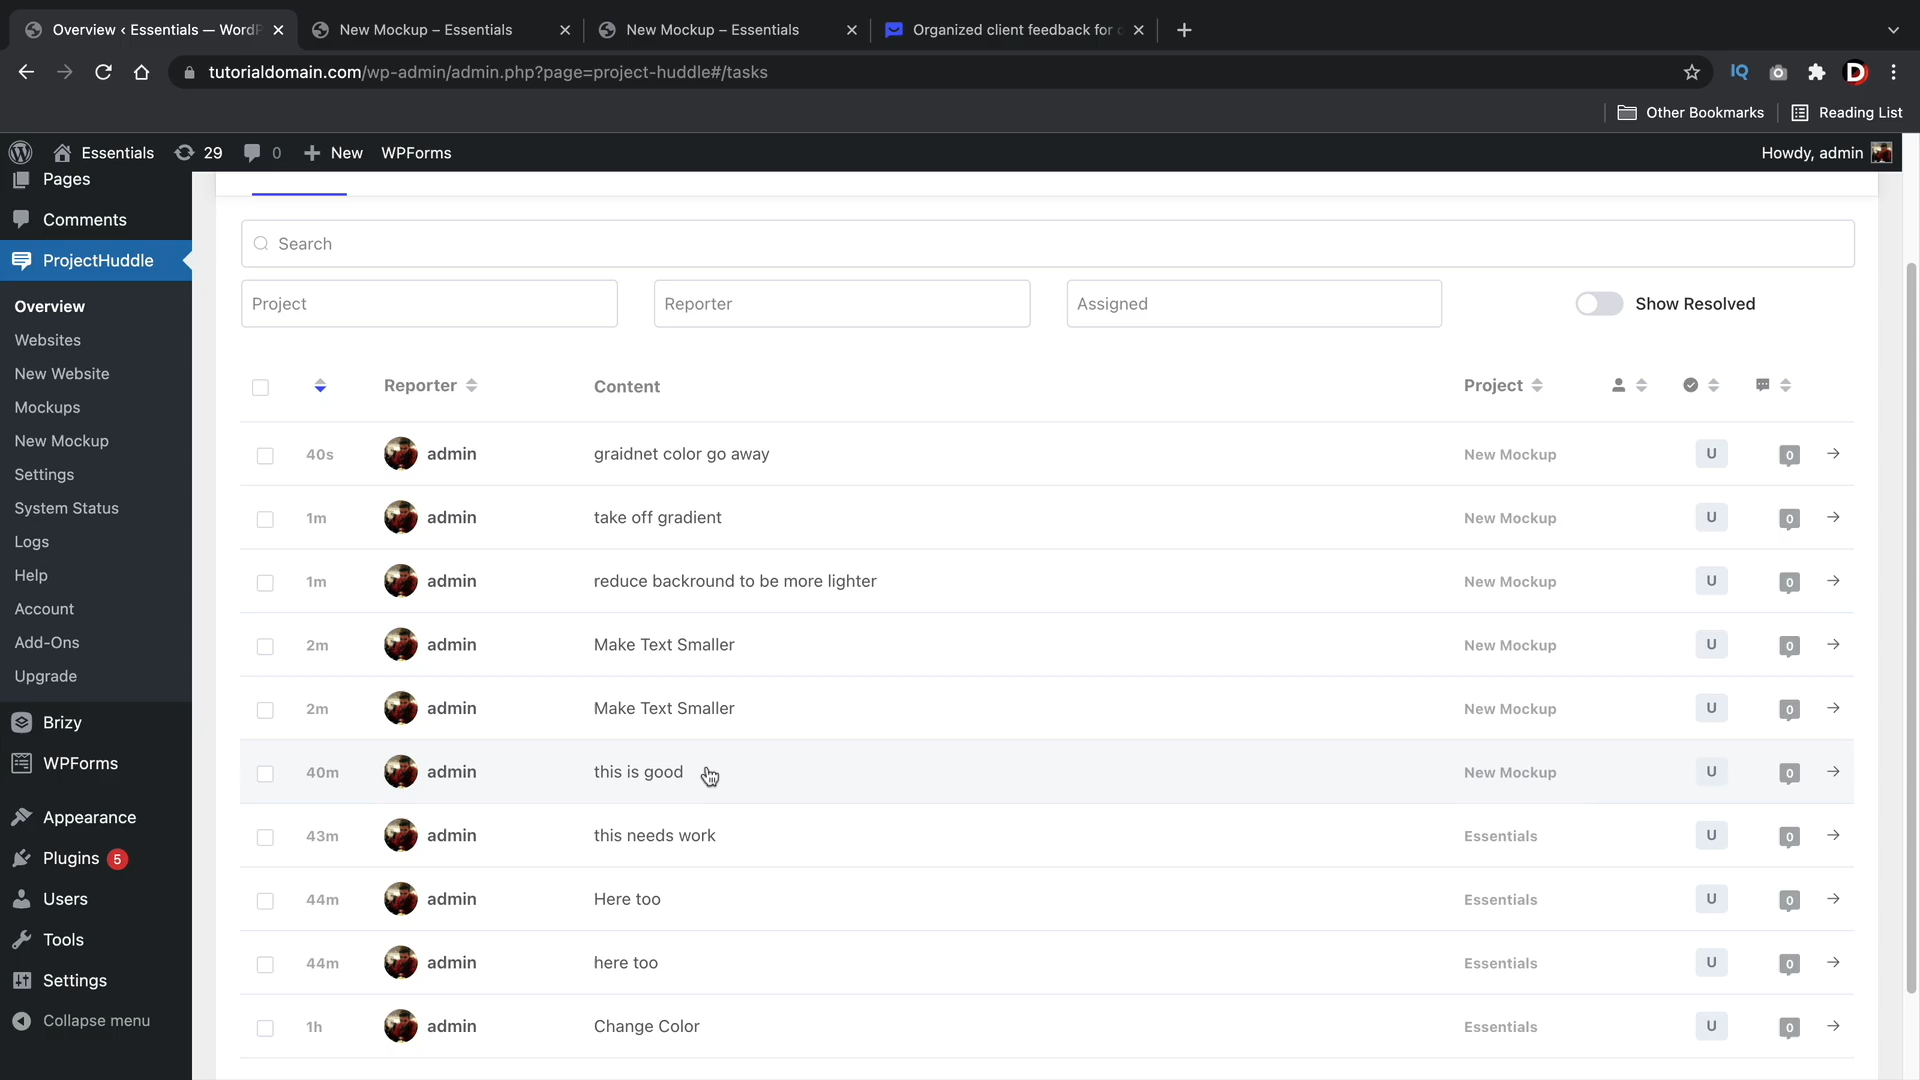 Overview ‹ Essentials — WordP
New Mockup – Essentials
New Mockup – Essentials
Organized client feedback for c
tutorialdomain.com/wp-admin/admin.php?page=project-huddle#/tasks
IQ
D
Other Bookmarks
Reading List
Essentials
29
0
New
WPForms
Howdy, admin
Pages
Comments
ProjectHuddle
Overview
Websites
New Website
Mockups
New Mockup
Settings
System Status
Logs
Help
Account
Add-Ons
Upgrade
Brizy
WPForms
Appearance
Plugins 5
Users
Tools
Settings
Collapse menu
Search
Project
Reporter
Assigned
Show Resolved
Reporter Content Project
40s admin graidnet color go away New Mockup U 0
1m admin take off gradient New Mockup U 0
1m admin reduce backround to be more lighter New Mockup U 0
2m admin Make Text Smaller New Mockup U 0
2m admin Make Text Smaller New Mockup U 0
40m admin this is good New Mockup U 0
43m admin this needs work Essentials U 0
44m admin Here too Essentials U 0
44m admin here too Essentials U 0
1h admin Change Color Essentials U 0